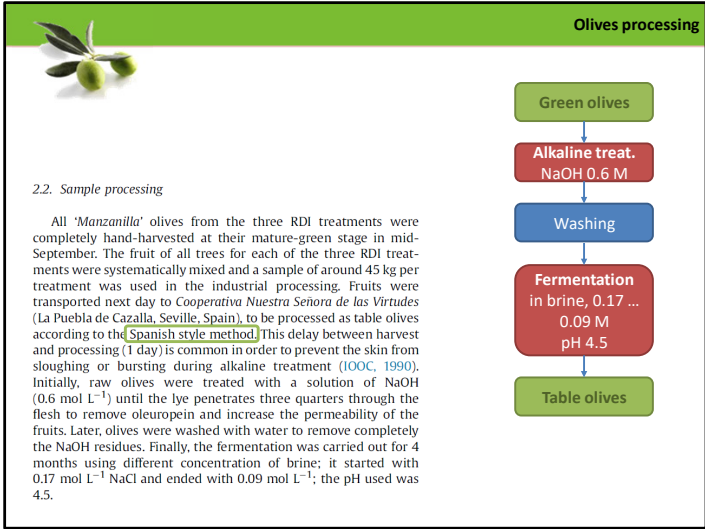 Olives processing
2.2. Sample processing
All ‘Manzanilla’ olives from the three RDI treatments were
completely hand-harvested at their mature-green stage in mid-
September. The fruit of all trees for each of the three RDI treat-
ments were systematically mixed and a sample of around 45 kg per
treatment was used in the industrial processing. Fruits were
transported next day to Cooperativa Nuestra Señora de las Virtudes
(La Puebla de Cazalla, Seville, Spain), to be processed as table olives
according to the Spanish style method. This delay between harvest
and processing (1 day) is common in order to prevent the skin from
sloughing or bursting during alkaline treatment (IOOC, 1990).
Initially, raw olives were treated with a solution of NaOH
(0.6 mol L⁻¹) until the lye penetrates three quarters through the
flesh to remove oleuropein and increase the permeability of the
fruits. Later, olives were washed with water to remove completely
the NaOH residues. Finally, the fermentation was carried out for 4
months using different concentration of brine; it started with
0.17 mol L⁻¹ NaCl and ended with 0.09 mol L⁻¹; the pH used was
4.5.
Green olives
Alkaline treat.
NaOH 0.6 M
Washing
Fermentation
in brine, 0.17 ...
0.09 M
pH 4.5
Table olives